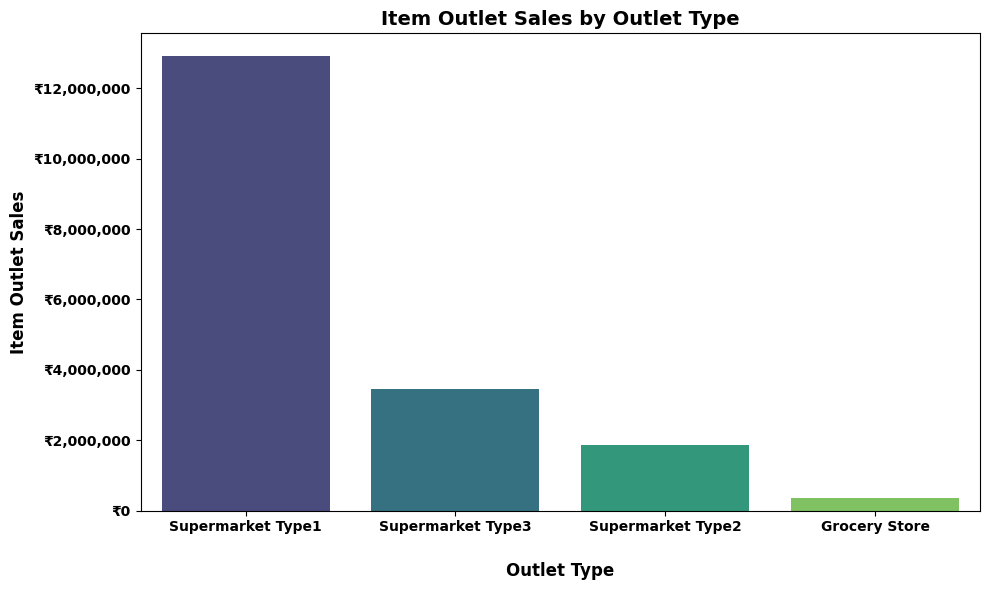 Item Outlet Sales by Outlet Type
Item Outlet Sales
₹12,000,000
₹10,000,000
₹8,000,000
₹6,000,000
₹4,000,000
₹2,000,000
₹0
Supermarket Type1
Supermarket Type3
Supermarket Type2
Grocery Store
Outlet Type